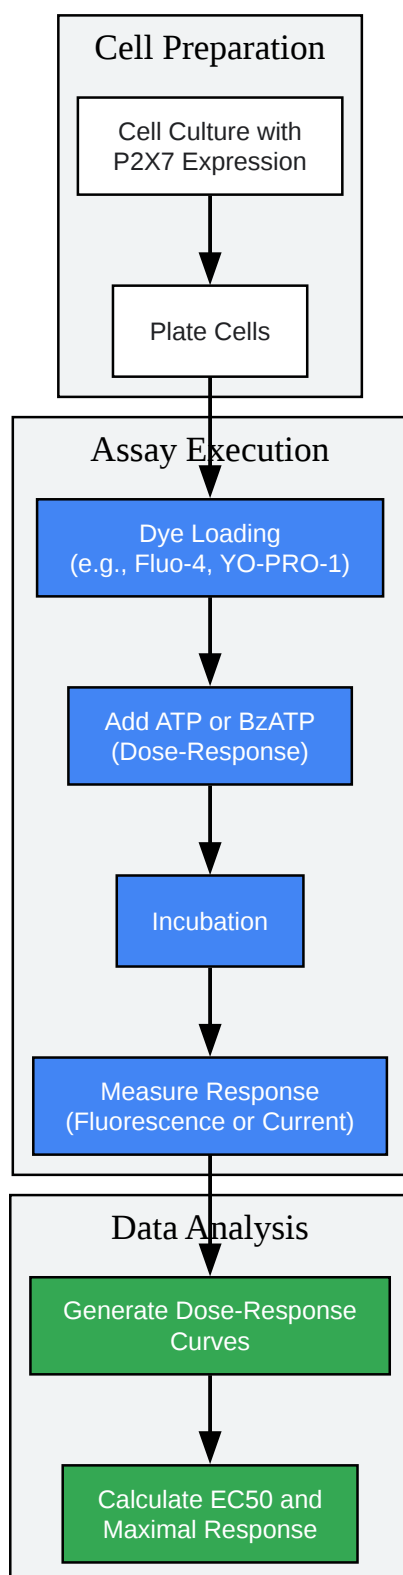 Cell Preparation
Cell Culture with
P2X7 Expression
Plate Cells
Assay Execution
Dye Loading
(e.g., Fluo-4, YO-PRO-1)
Add ATP or BzATP
(Dose-Response)
Incubation
Measure Response
(Fluorescence or Current)
Data Analysis
Generate Dose-Response
Curves
Calculate EC50 and
Maximal Response